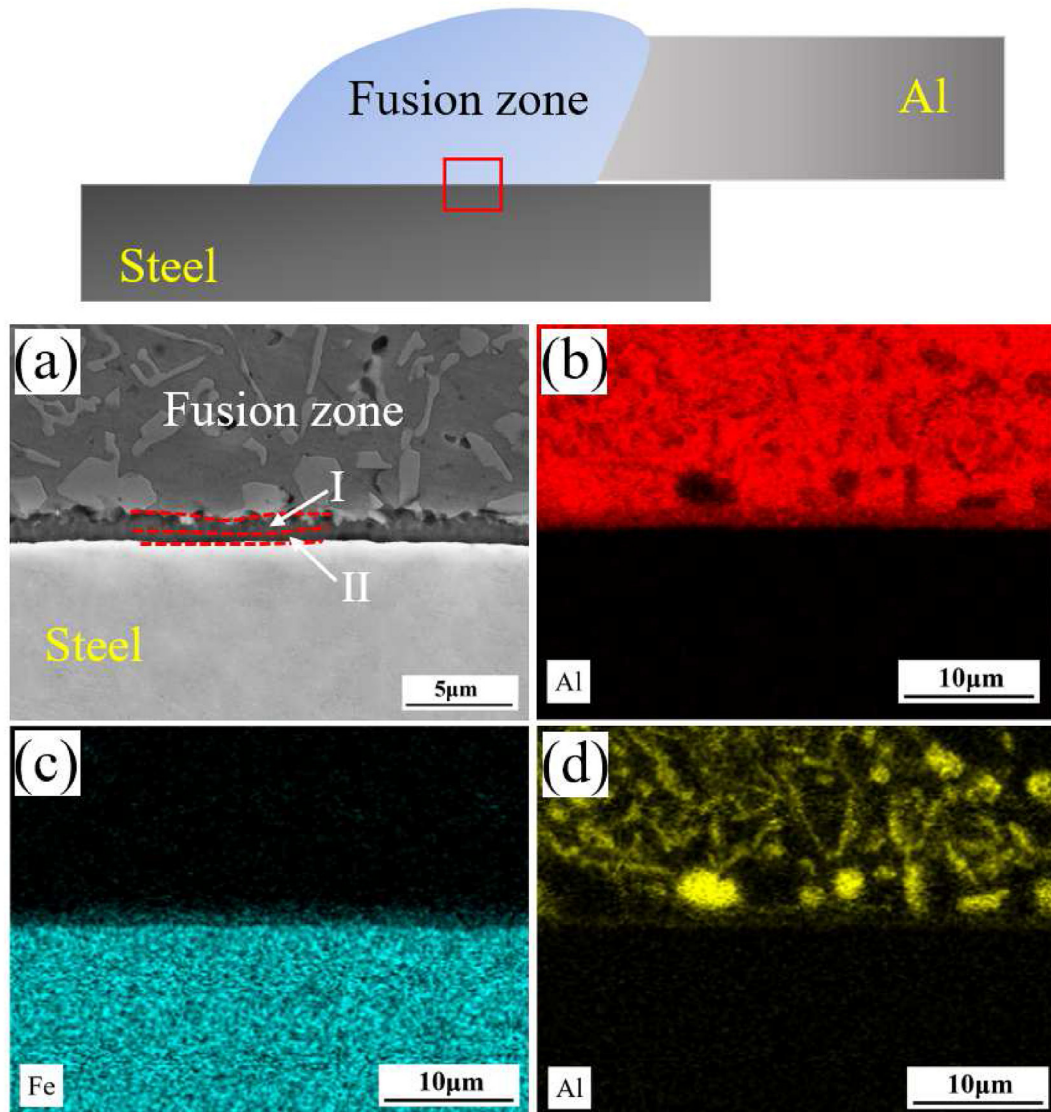 Fusion zone
Al
Steel
(a)
Fusion zone
I
II
Steel
5μm
(b)
Al
10μm
(c)
Fe
10μm
(d)
Al
10μm